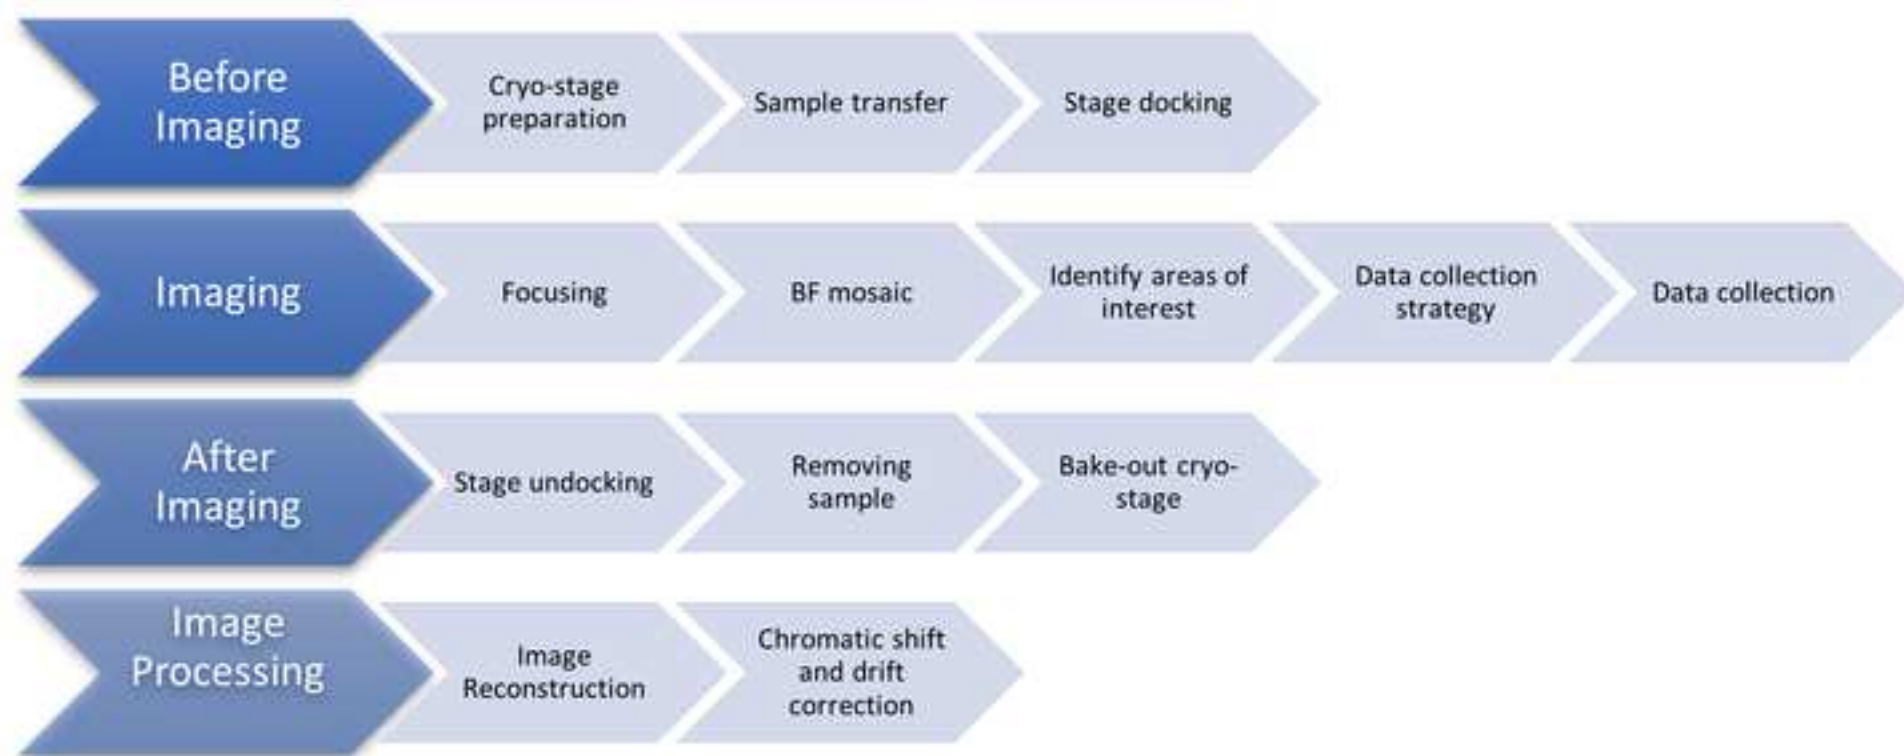 Before
Imaging
Cryo-stage
preparation
Sample transfer
Stage docking
Imaging
Focusing
BF mosaic
Identify areas of
interest
Data collection
strategy
Data collection
After
Imaging
Stage undocking
Removing
sample
Bake-out cryo-
stage
Image
Processing
Image
Reconstruction
Chromatic shift
and drift
correction